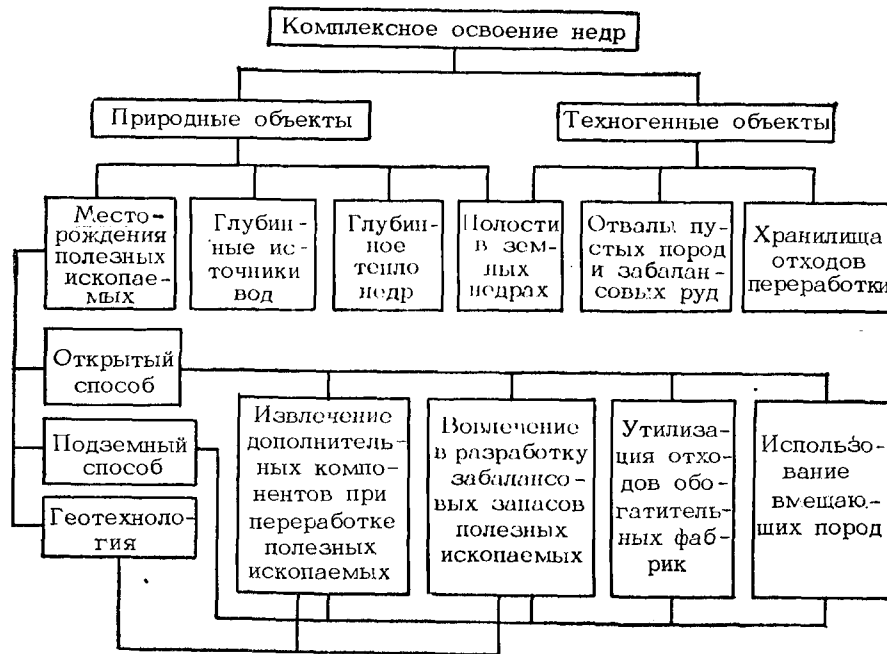 Комплексное освоение недр
Природные объекты
Техногенные объекты
Место-
рождения
полезных
ископае-
мых
Глубин-
ные ис-
точники
вод
Глубин-
ное
тепло
недр
Полости
в зем-
ных
недрах
Отвалы пу-
стых пород
и забалан-
совых руд
Хранилища
отходов
переработки
Открытый
способ
Подземный
способ
Геотехноло-
гия
Извлечение
дополнитель-
ных компо-
нентов при
переработке
полезных
ископаемых
Вовлечение
в разработку
забалансо-
вых запасов
полезных
ископаемых
Утилиза-
ция отхо-
дов обо-
гатитель-
ных фаб-
рик
Использо-
вание
вмещаю-
щих пород